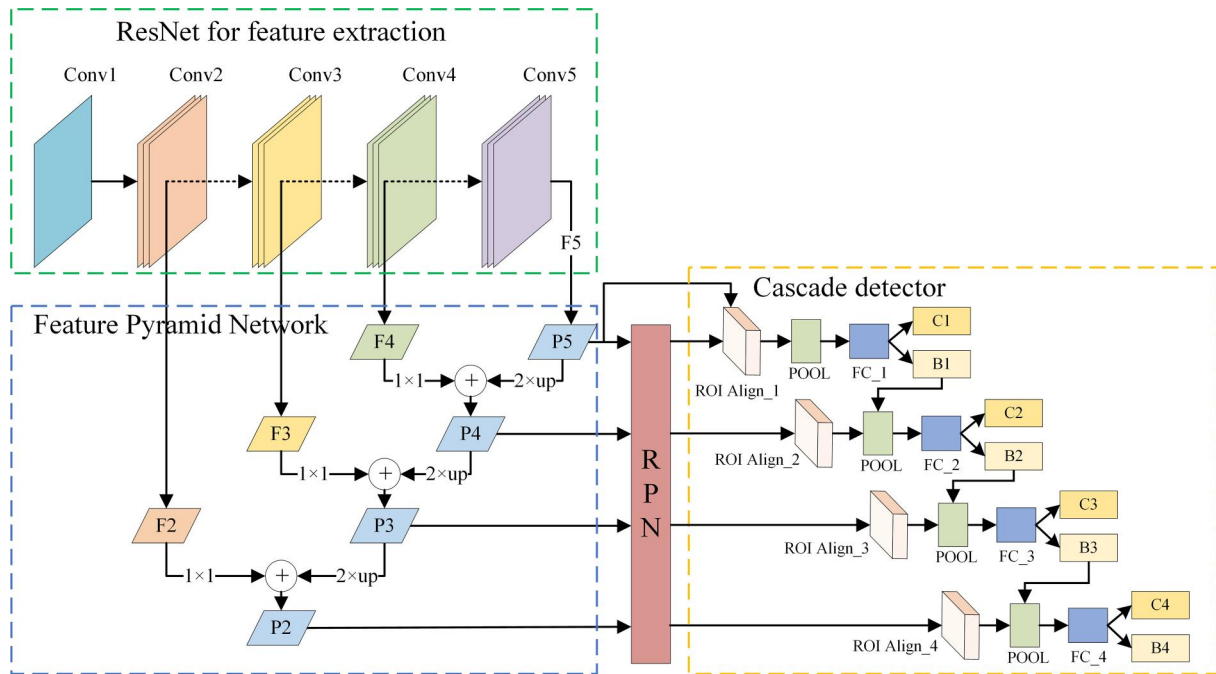 ResNet for feature extraction
Conv1
Conv2
Conv3
Conv4
Conv5
F5
Feature Pyramid Network
F4
P5
1×1
+
2×up
F3
P4
1×1
+
2×up
F2
P3
1×1
+
2×up
P2
R
P
N
Cascade detector
ROI Align_1
POOL
FC_1
C1
B1
ROI Align_2
POOL
FC_2
C2
B2
ROI Align_3
POOL
FC_3
C3
B3
ROI Align_4
POOL
FC_4
C4
B4